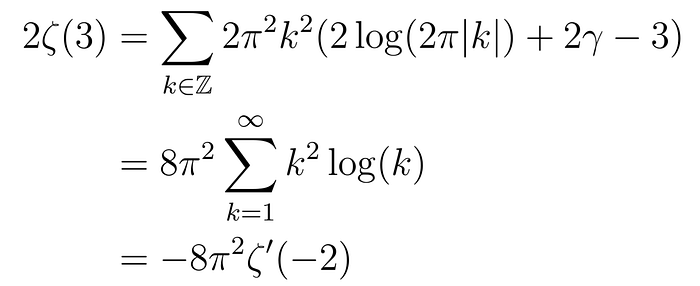 2ζ(3) = ∑_{k∈ℤ} 2π²k²(2 log(2π|k|) + 2γ − 3)
= 8π² ∑_{k=1}^{∞} k² log(k)
= −8π²ζ′(−2)